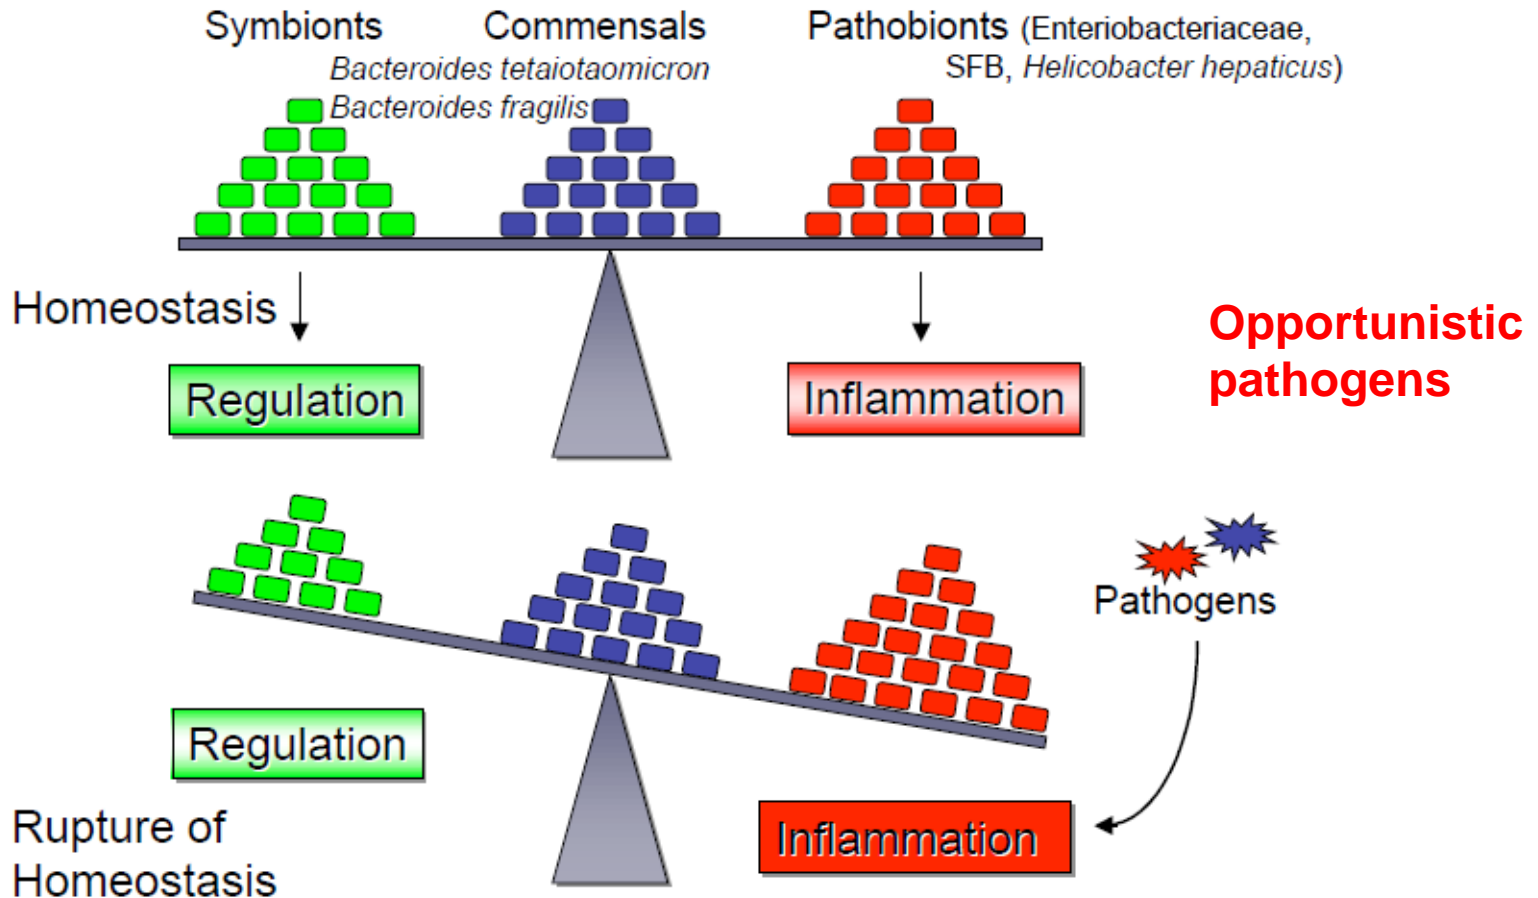 Symbionts
Commensals
Pathobionts (Enteriobacteriaceae,
SFB, Helicobacter hepaticus)
Bacteroides tetaiotaomicron
Bacteroides fragilis
Homeostasis
Regulation
Inflammation
Opportunistic
pathogens
Pathogens
Regulation
Inflammation
Rupture of
Homeostasis